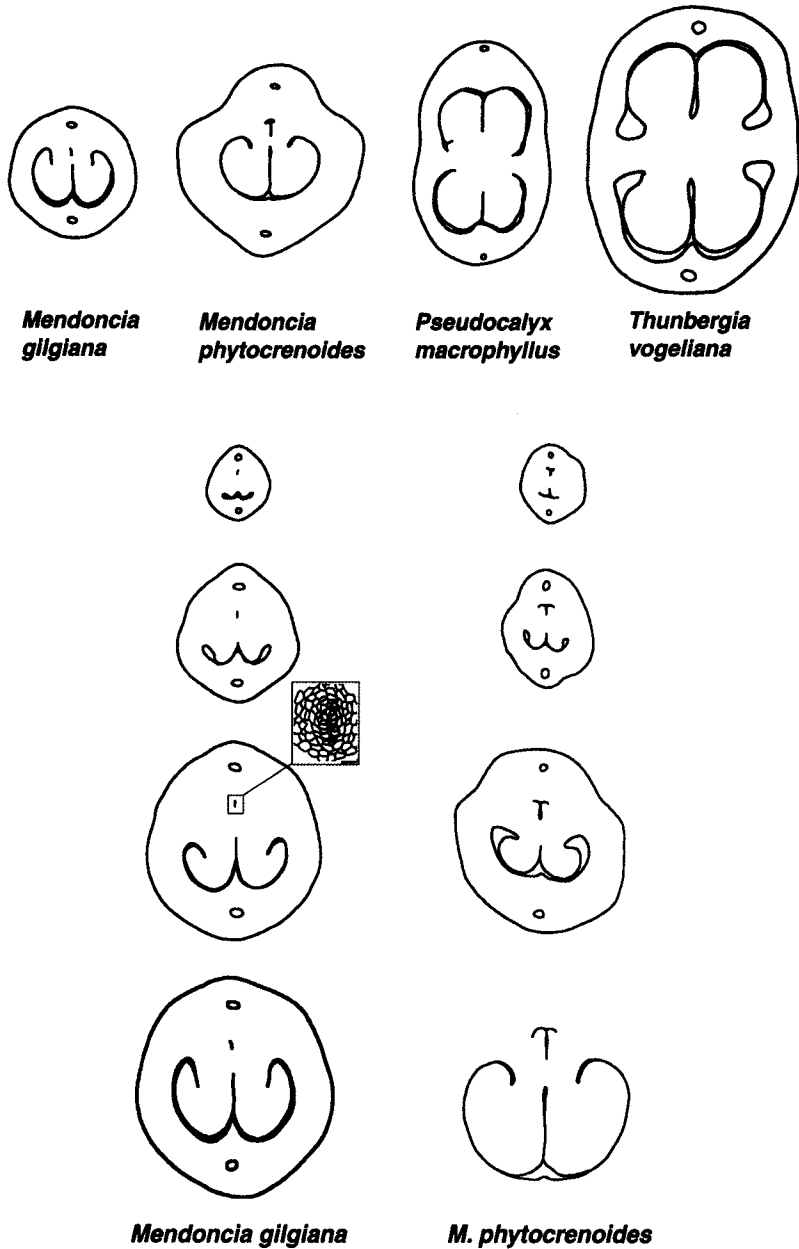 Mendoncia
gilgiana
Mendoncia
phytocrenoides
Pseudocalyx
macrophyllus
Thunbergia
vogeliana
Mendoncia gilgiana
M. phytocrenoides